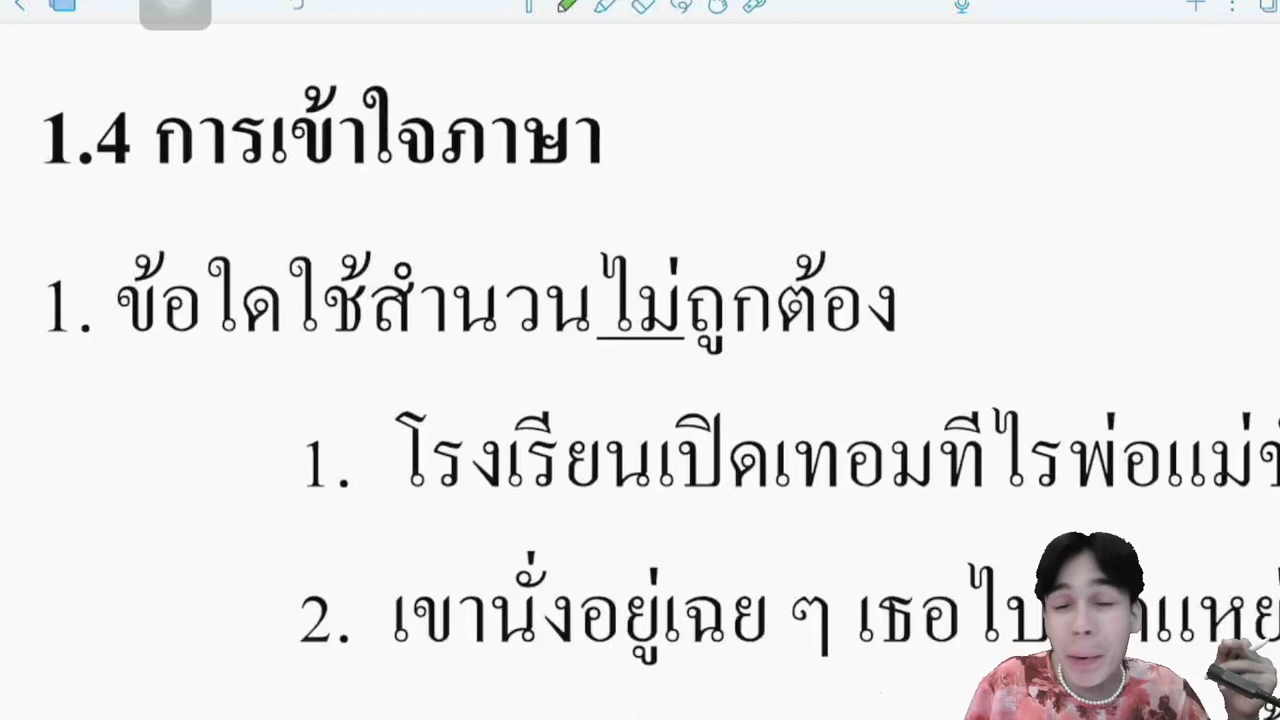 1.4 การเข้าใจภาษา
1. ข้อใดใช้สำนวนไม่ถูกต้อง
1. โรงเรียนเปิดเทอมทีไรพ่อแม่
2. เขานั่งอยู่เฉย ๆ เธอไป